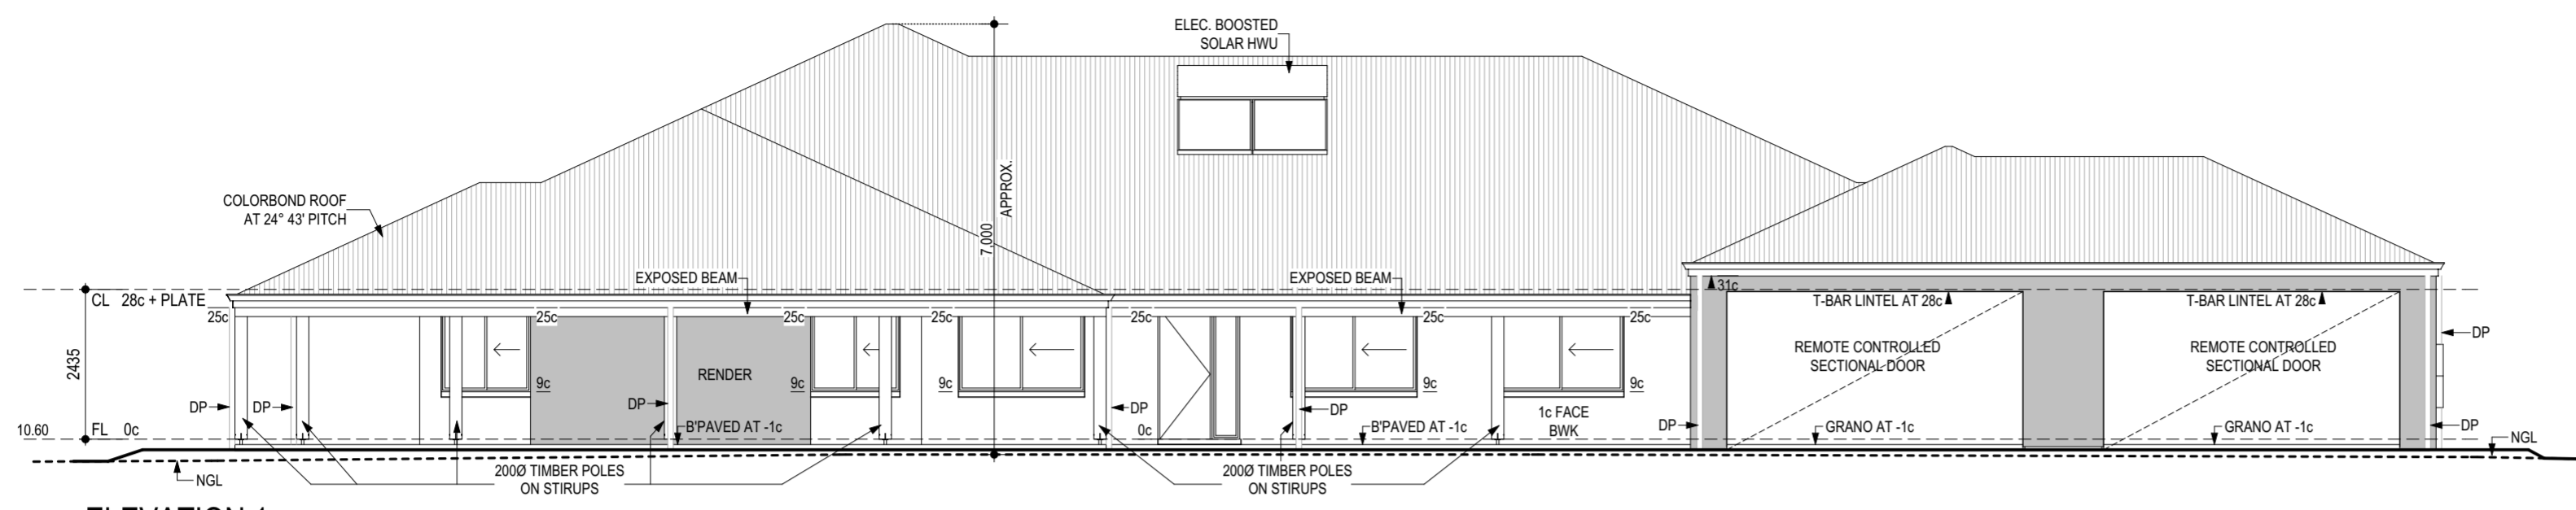 ELEC. BOOSTED
SOLAR HWU
7,000 APPROX.
COLORBOND ROOF
AT 24° 43' PITCH
EXPOSED BEAM
EXPOSED BEAM
CL 28c + PLATE
31c
T-BAR LINTEL AT 28c
T-BAR LINTEL AT 28c
25c
25c
25c
25c
25c
25c
25c
DP
2435
REMOTE CONTROLLED
SECTIONAL DOOR
REMOTE CONTROLLED
SECTIONAL DOOR
RENDER
9c
9c
9c
9c
9c
DP
DP
DP
DP
DP
1c FACE
BWK
10.60
FL 0c
B'PAVED AT -1c
0c
B'PAVED AT -1c
DP
GRANO AT -1c
GRANO AT -1c
DP
NGL
NGL
200Ø TIMBER POLES
ON STIRUPS
200Ø TIMBER POLES
ON STIRUPS